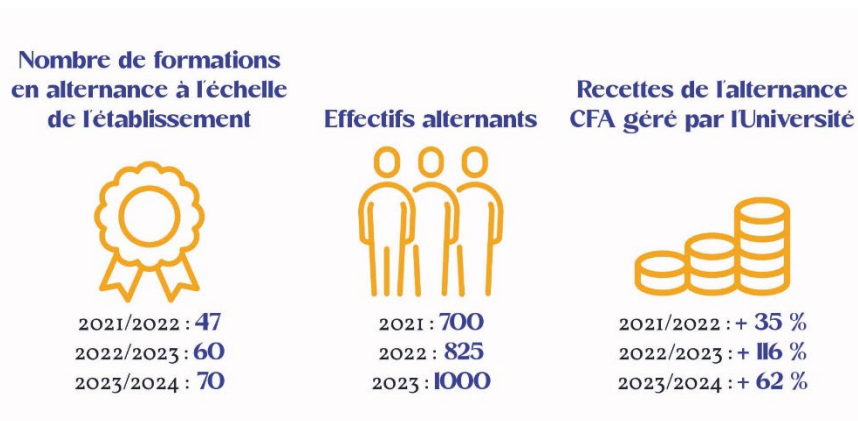 Nombre de formations
en alternance à l'échelle
de l'établissement
2021/2022 : 47
2022/2023 : 60
2023/2024 : 70
Effectifs alternants
2021 : 700
2022 : 825
2023 : 1000
Recettes de l'alternance
CFA géré par l'Université
2021/2022 : + 35 %
2022/2023 : + 116 %
2023/2024 : + 62 %